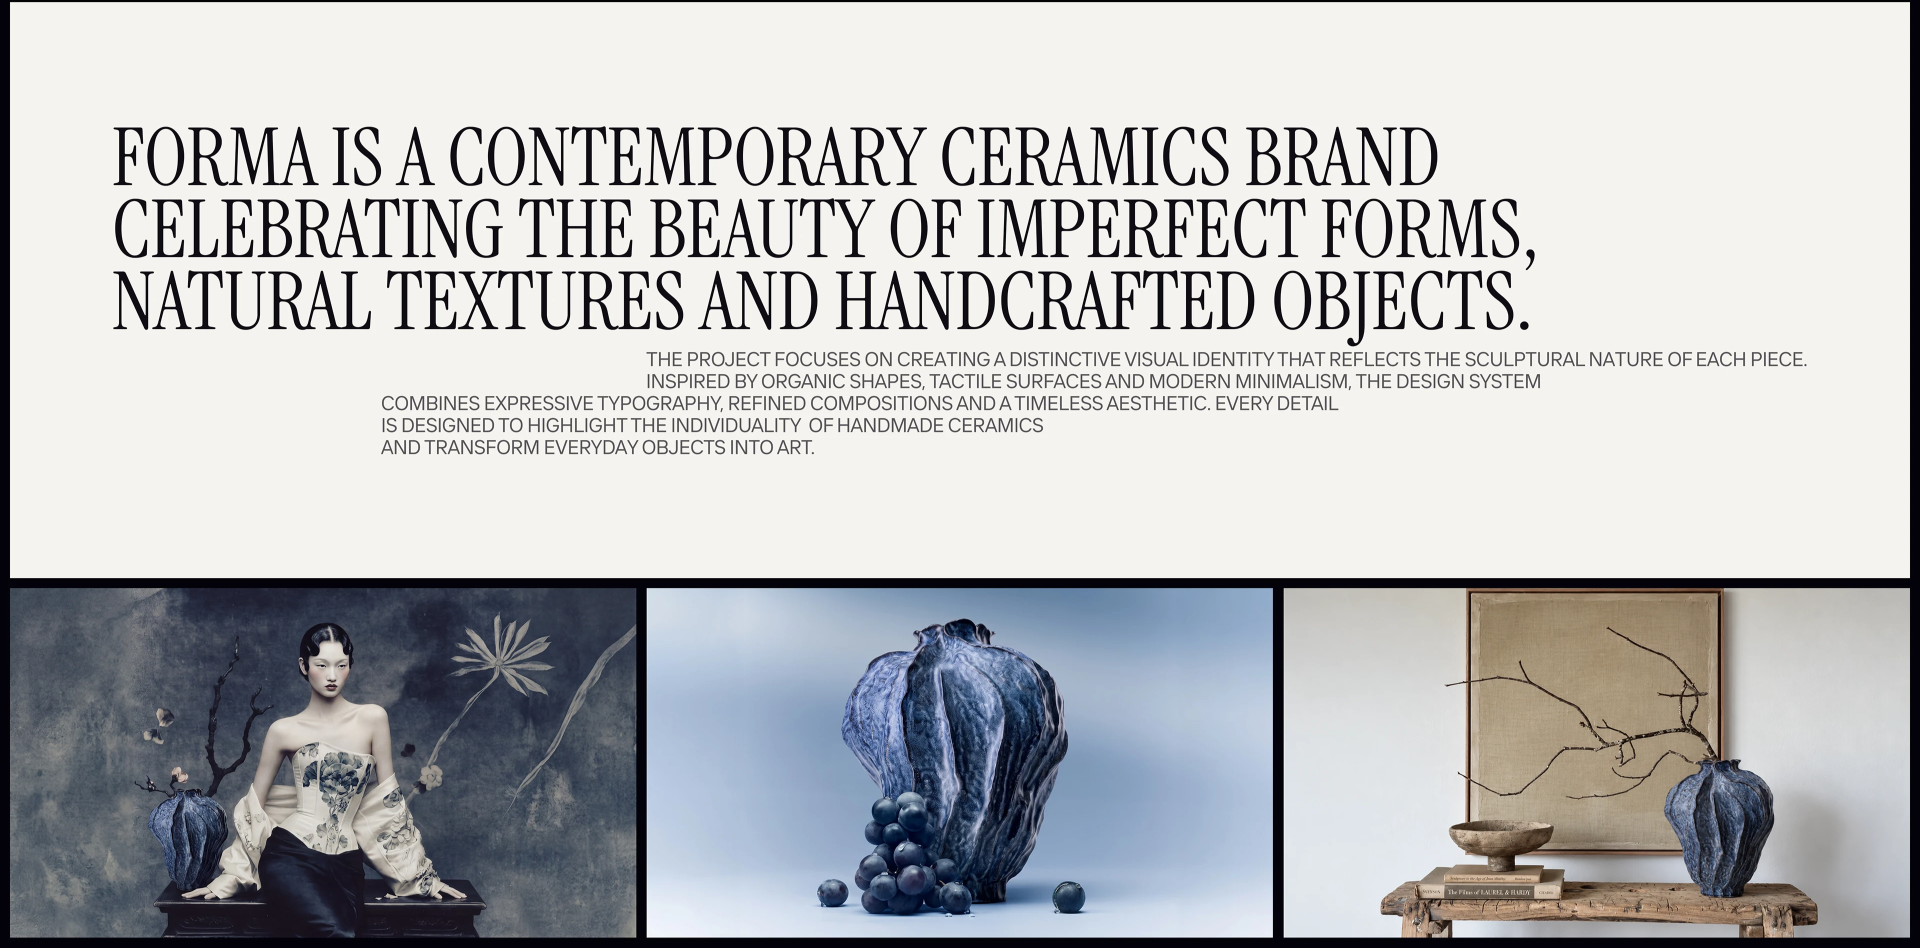 FORMA IS A CONTEMPORARY CERAMICS BRAND
CELEBRATING THE BEAUTY OF IMPERFECT FORMS,
NATURAL TEXTURES AND HANDCRAFTED OBJECTS.
THE PROJECT FOCUSES ON CREATING A DISTINCTIVE VISUAL IDENTITY THAT REFLECTS THE SCULPTURAL NATURE OF EACH PIECE.
INSPIRED BY ORGANIC SHAPES, TACTILE SURFACES AND MODERN MINIMALISM, THE DESIGN SYSTEM
COMBINES EXPRESSIVE TYPOGRAPHY, REFINED COMPOSITIONS AND A TIMELESS AESTHETIC. EVERY DETAIL
IS DESIGNED TO HIGHLIGHT THE INDIVIDUALITY OF HANDMADE CERAMICS
AND TRANSFORM EVERYDAY OBJECTS INTO ART.
The Films of LAUREL & HARDY